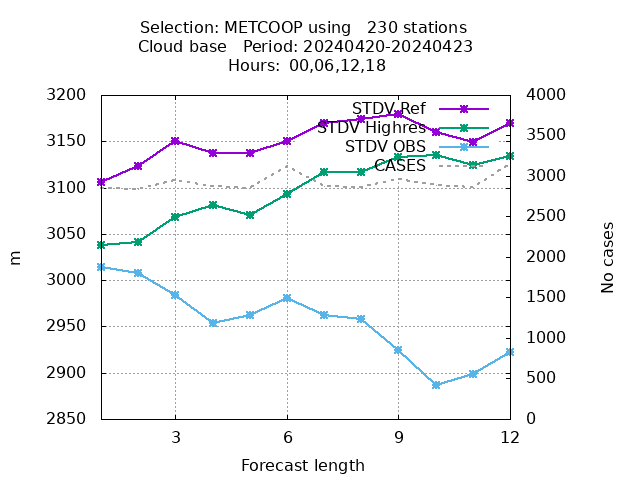 Selection: METCOOP using   230 stations
Cloud base   Period: 20240420-20240423
Hours: 00,06,12,18
3200
3150
3100
3050
3000
2950
2900
2850
m
4000
3500
3000
2500
2000
1500
1000
500
0
No cases
STDV Ref
STDV Highres
STDV OBS
CASES
3
6
9
12
Forecast length